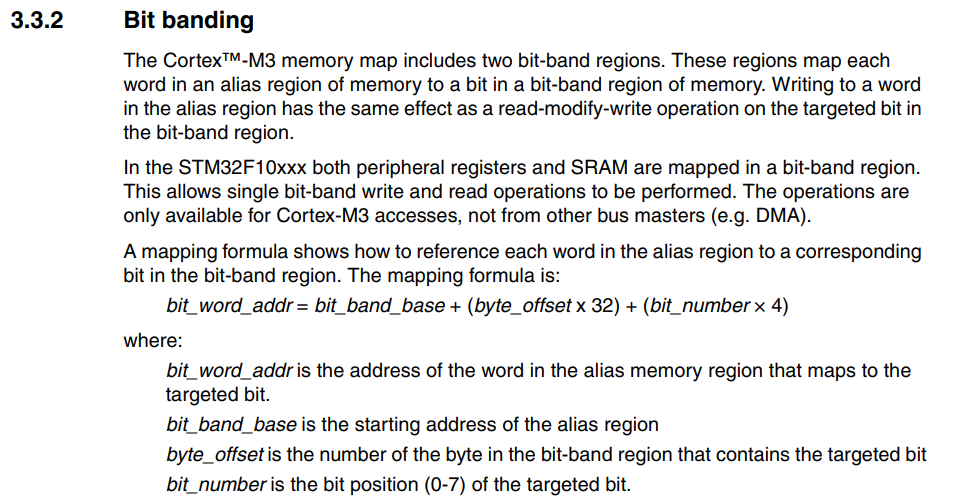 3.3.2 Bit banding
The Cortex™-M3 memory map includes two bit-band regions. These regions map each
word in an alias region of memory to a bit in a bit-band region of memory. Writing to a word
in the alias region has the same effect as a read-modify-write operation on the targeted bit in
the bit-band region.
In the STM32F10xxx both peripheral registers and SRAM are mapped in a bit-band region.
This allows single bit-band write and read operations to be performed. The operations are
only available for Cortex-M3 accesses, not from other bus masters (e.g. DMA).
A mapping formula shows how to reference each word in the alias region to a corresponding
bit in the bit-band region. The mapping formula is:
bit_word_addr = bit_band_base + (byte_offset x 32) + (bit_number × 4)
where:
bit_word_addr is the address of the word in the alias memory region that maps to the
targeted bit.
bit_band_base is the starting address of the alias region
byte_offset is the number of the byte in the bit-band region that contains the targeted bit
bit_number is the bit position (0-7) of the targeted bit.